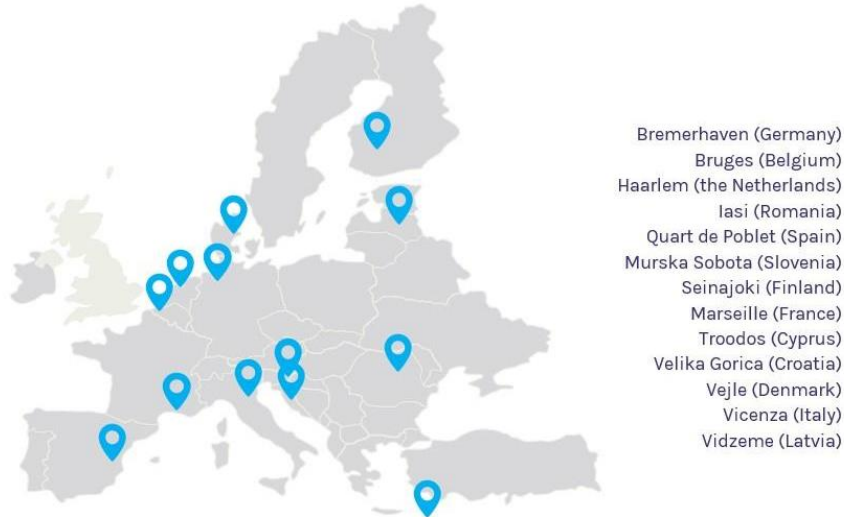 Bremerhaven (Germany)
Bruges (Belgium)
Haarlem (the Netherlands)
Iasi (Romania)
Quart de Poblet (Spain)
Murska Sobota (Slovenia)
Seinajoki (Finland)
Marseille (France)
Troodos (Cyprus)
Velika Gorica (Croatia)
Vejle (Denmark)
Vicenza (Italy)
Vidzeme (Latvia)